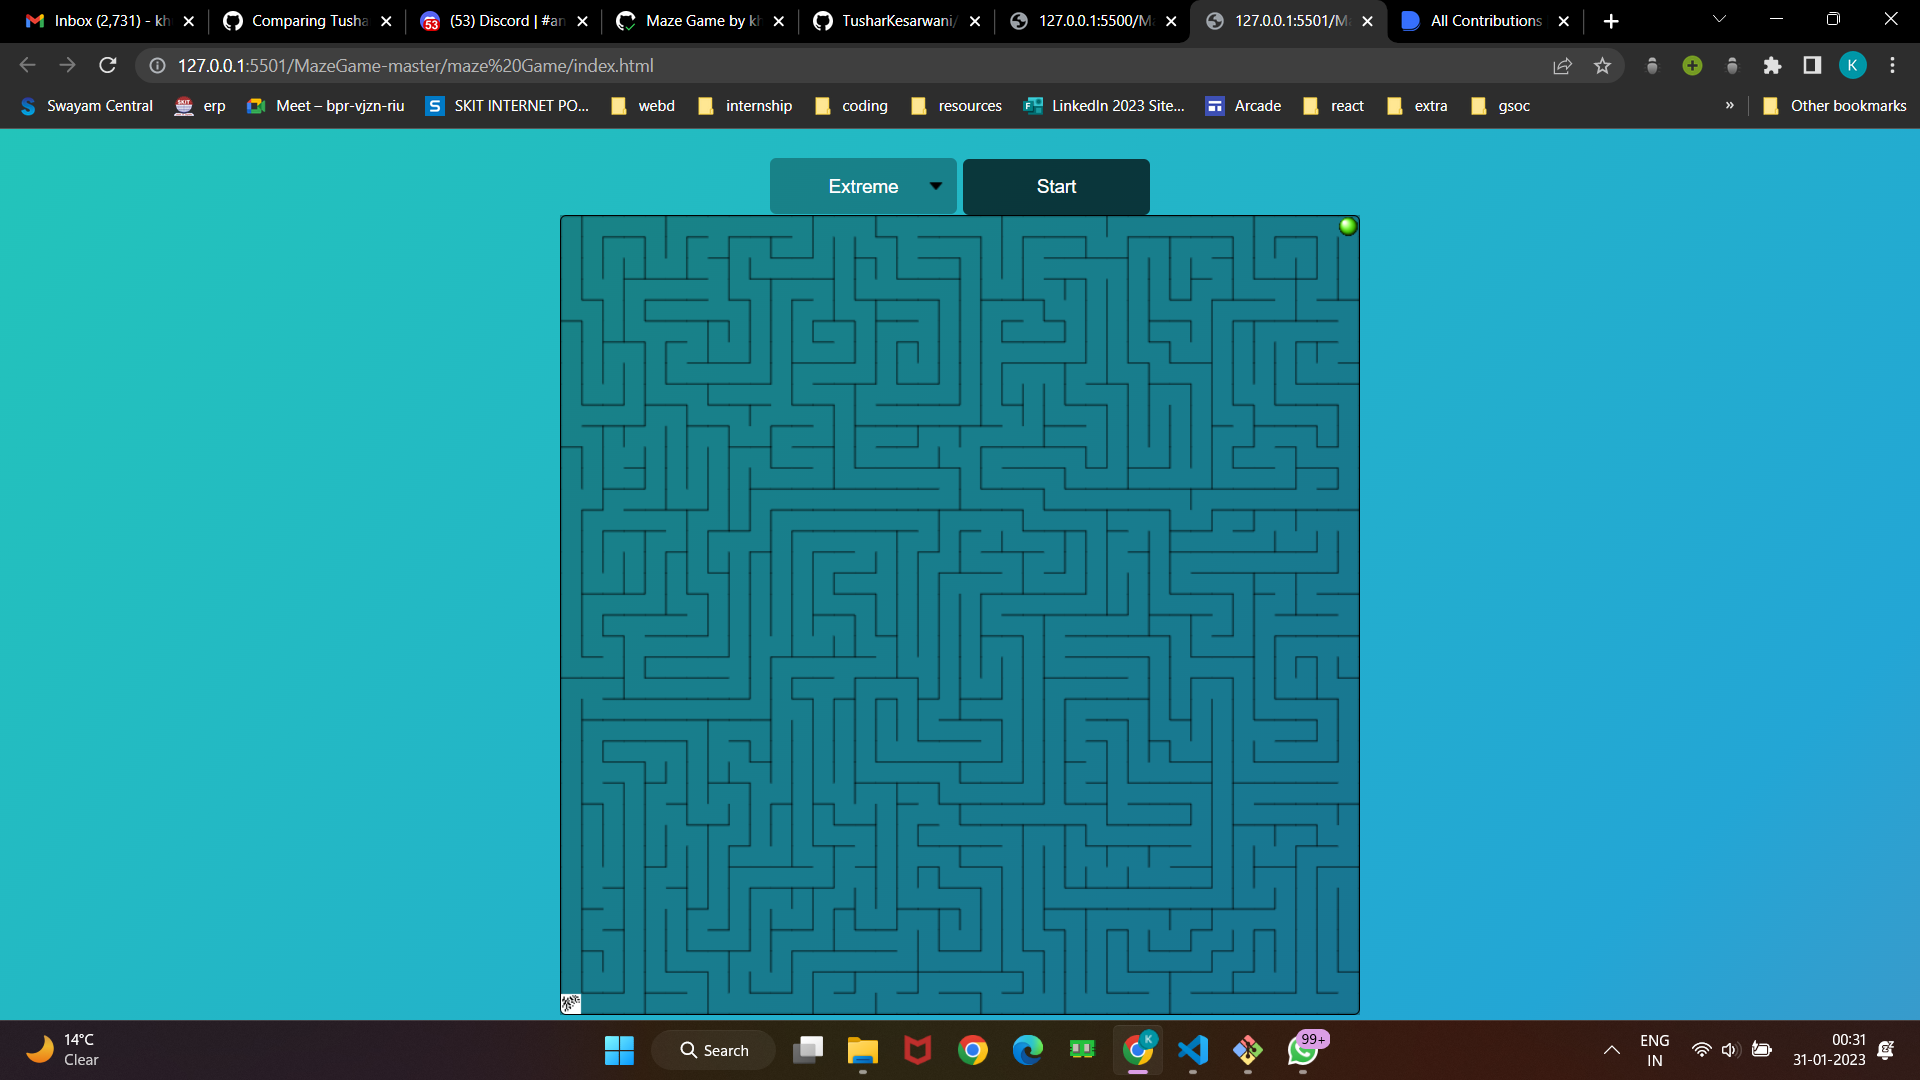 Inbox (2,731) - kh
Comparing Tusha
(53) Discord | #an
Maze Game by kh
TusharKesarwani/
127.0.0.1:5500/M
127.0.0.1:5501/M
All Contributions
127.0.0.1:5501/MazeGame-master/maze%20Game/index.html
K
Swayam Central
erp
Meet – bpr-vjzn-riu
SKIT INTERNET PO...
webd
internship
coding
resources
LinkedIn 2023 Site...
Arcade
react
extra
gsoc
»
Other bookmarks
Extreme
Start
14°C
Clear
Search
K
99+
ENG
IN
00:31
31-01-2023